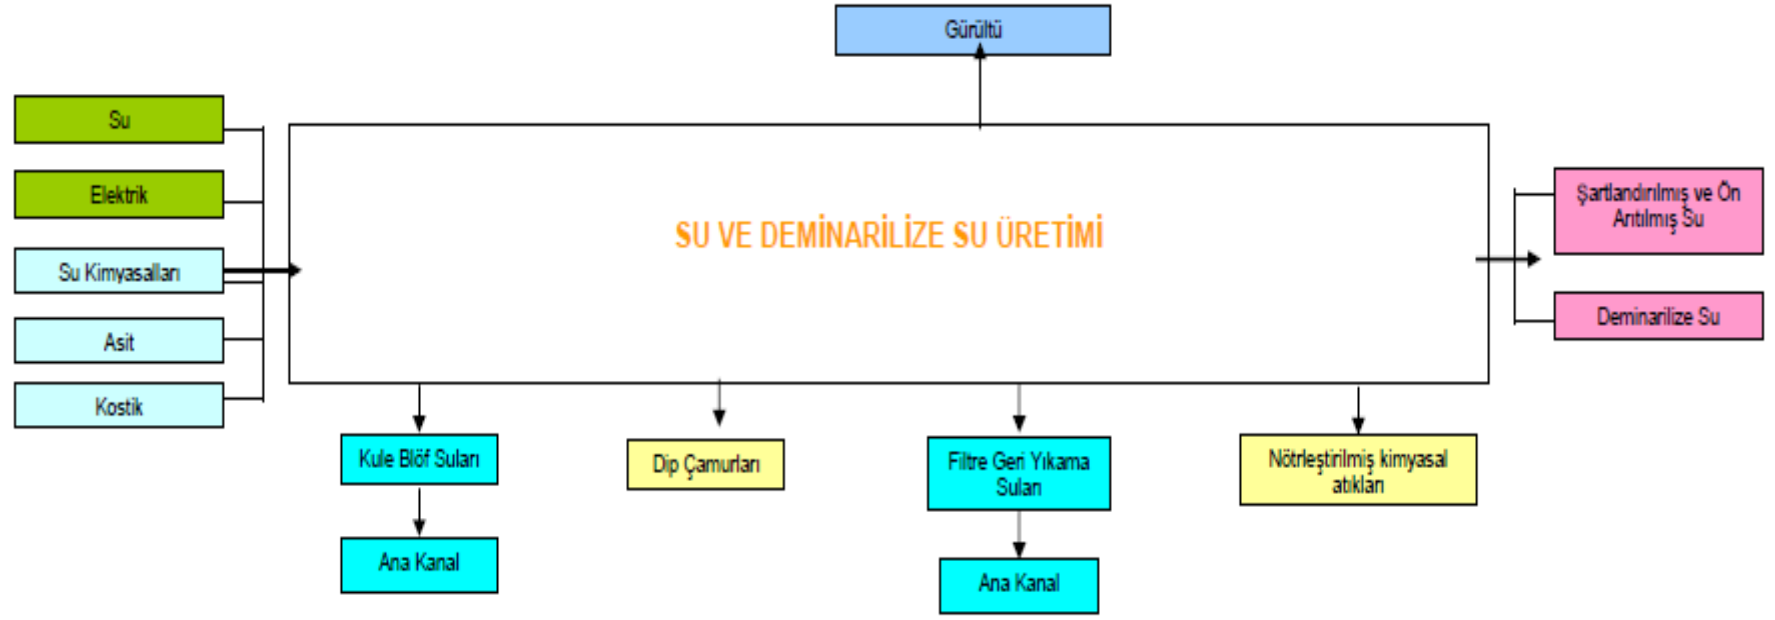 Gürültü
Su
Elektrik
Su Kimyasalları
Asit
Kostik
SU VE DEMİNARİLİZE SU ÜRETİMİ
Şartlandırılmış ve Ön
Arıtılmış Su
Deminarilize Su
Kule Blöf Suları
Dip Çamurları
Filtre Geri Yıkama
Suları
Nötrleştirilmiş kimyasal
atıkları
Ana Kanal
Ana Kanal